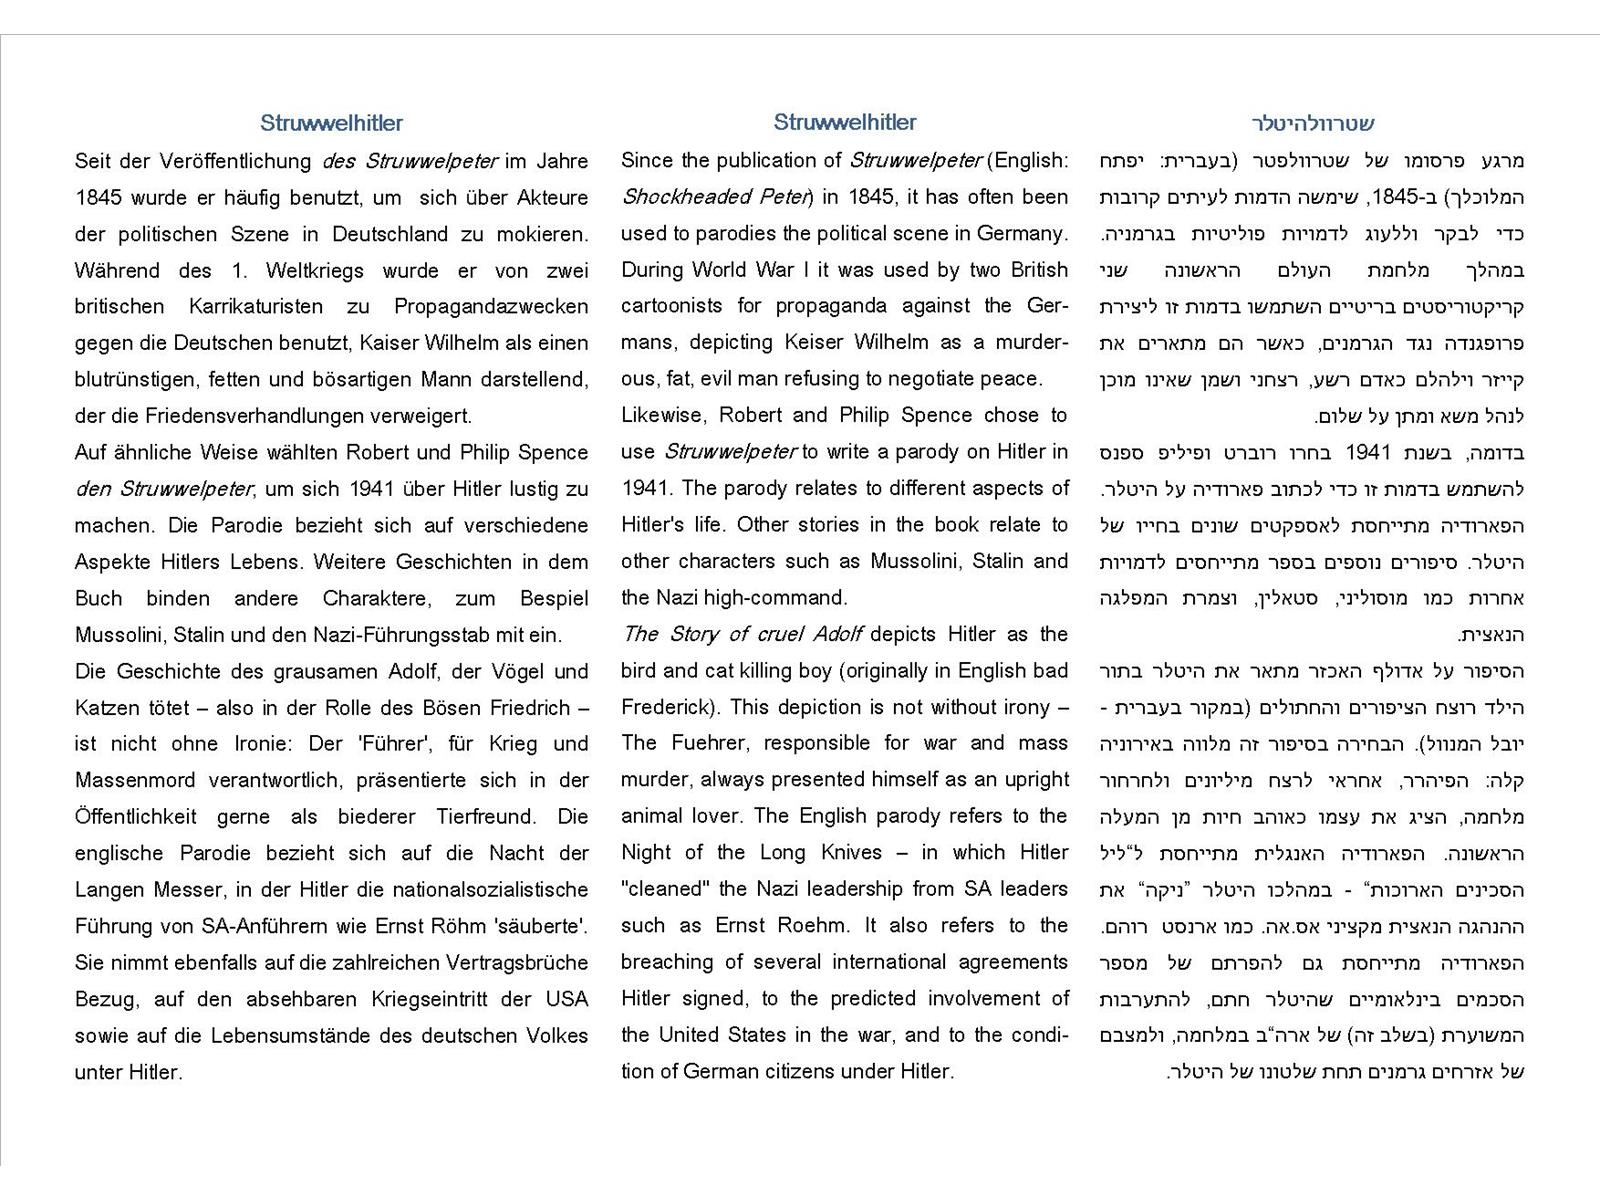 Struwwelhitler
Seit der Veröffentlichung des Struwwelpeter im Jahre
1845 wurde er häufig benutzt, um sich über Akteure
der politischen Szene in Deutschland zu mokieren.
Während des 1. Weltkriegs wurde er von zwei
britischen Karrikaturisten zu Propagandazwecken
gegen die Deutschen benutzt, Kaiser Wilhelm als einen
blutrünstigen, fetten und bösartigen Mann darstellend,
der die Friedensverhandlungen verweigert.
Auf ähnliche Weise wählten Robert und Philip Spence
den Struwwelpeter, um sich 1941 über Hitler lustig zu
machen. Die Parodie bezieht sich auf verschiedene
Aspekte Hitlers Lebens. Weitere Geschichten in dem
Buch binden andere Charaktere, zum Bespiel
Mussolini, Stalin und den Nazi-Führungsstab mit ein.
Die Geschichte des grausamen Adolf, der Vögel und
Katzen tötet – also in der Rolle des Bösen Friedrich –
ist nicht ohne Ironie: Der 'Führer', für Krieg und
Massenmord verantwortlich, präsentierte sich in der
Öffentlichkeit gerne als biederer Tierfreund. Die
englische Parodie bezieht sich auf die Nacht der
Langen Messer, in der Hitler die nationalsozialistische
Führung von SA-Anführern wie Ernst Röhm 'säuberte'.
Sie nimmt ebenfalls auf die zahlreichen Vertragsbrüche
Bezug, auf den absehbaren Kriegseintritt der USA
sowie auf die Lebensumstände des deutschen Volkes
unter Hitler.
Struwwelhitler
Since the publication of Struwwelpeter (English:
Shockheaded Peter) in 1845, it has often been
used to parodies the political scene in Germany.
During World War I it was used by two British
cartoonists for propaganda against the Ger-
mans, depicting Keiser Wilhelm as a murder-
ous, fat, evil man refusing to negotiate peace.
Likewise, Robert and Philip Spence chose to
use Struwwelpeter to write a parody on Hitler in
1941. The parody relates to different aspects of
Hitler's life. Other stories in the book relate to
other characters such as Mussolini, Stalin and
the Nazi high-command.
The Story of cruel Adolf depicts Hitler as the
bird and cat killing boy (originally in English bad
Frederick). This depiction is not without irony –
The Fuehrer, responsible for war and mass
murder, always presented himself as an upright
animal lover. The English parody refers to the
Night of the Long Knives – in which Hitler
"cleaned" the Nazi leadership from SA leaders
such as Ernst Roehm. It also refers to the
breaching of several international agreements
Hitler signed, to the predicted involvement of
the United States in the war, and to the condi-
tion of German citizens under Hitler.
שטרוולהיטלר
מרגע פרסומו של שטרוולפטר (בעברית: יפתח
המלוכלך) ב-1845, שימשה הדמות לעיתים קרובות
כדי לבקר וללעוג לדמויות פוליטיות בגרמניה.
במהלך מלחמת העולם הראשונה שני
קריקטוריסטים בריטיים השתמשו בדמות זו ליצירת
פרופגנדה נגד הגרמנים, כאשר הם מתארים את
קייזר וילהלם כאדם רשע, רצחני ושמן שאינו מוכן
לנהל משא ומתן על שלום.
בדומה, בשנת 1941 בחרו רוברט ופיליפ ספנס
להשתמש בדמות זו כדי לכתוב פארודיה על היטלר.
הפארודיה מתייחסת לאספקטים שונים בחייו של
היטלר. סיפורים נוספים בספר מתייחסים לדמויות
אחרות כמו מוסוליני, סטאלין, וצמרת המפלגה
הנאצית.
הסיפור על אדולף האכזר מתאר את היטלר בתור
הילד רוצח הציפורים והחתולים (במקור בעברית -
יובל המנוול). הבחירה בסיפור זה מלווה באירוניה
קלה: הפיהרר, אחראי לרצח מיליונים ולחרחור
מלחמה, הציג את עצמו כאוהב חיות מן המעלה
הראשונה. הפארודיה האנגלית מתייחסת ל“ליל
הסכינים הארוכות“ - במהלכו היטלר ”ניקה“ את
ההנהגה הנאצית מקציני אס.אה. כמו ארנסט רוהם.
הפארודיה מתייחסת גם להפרתם של מספר
הסכמים בינלאומיים שהיטלר חתם, להתערבות
המשוערת (בשלב זה) של ארה“ב במלחמה, ולמצבם
של אזרחים גרמנים תחת שלטונו של היטלר.